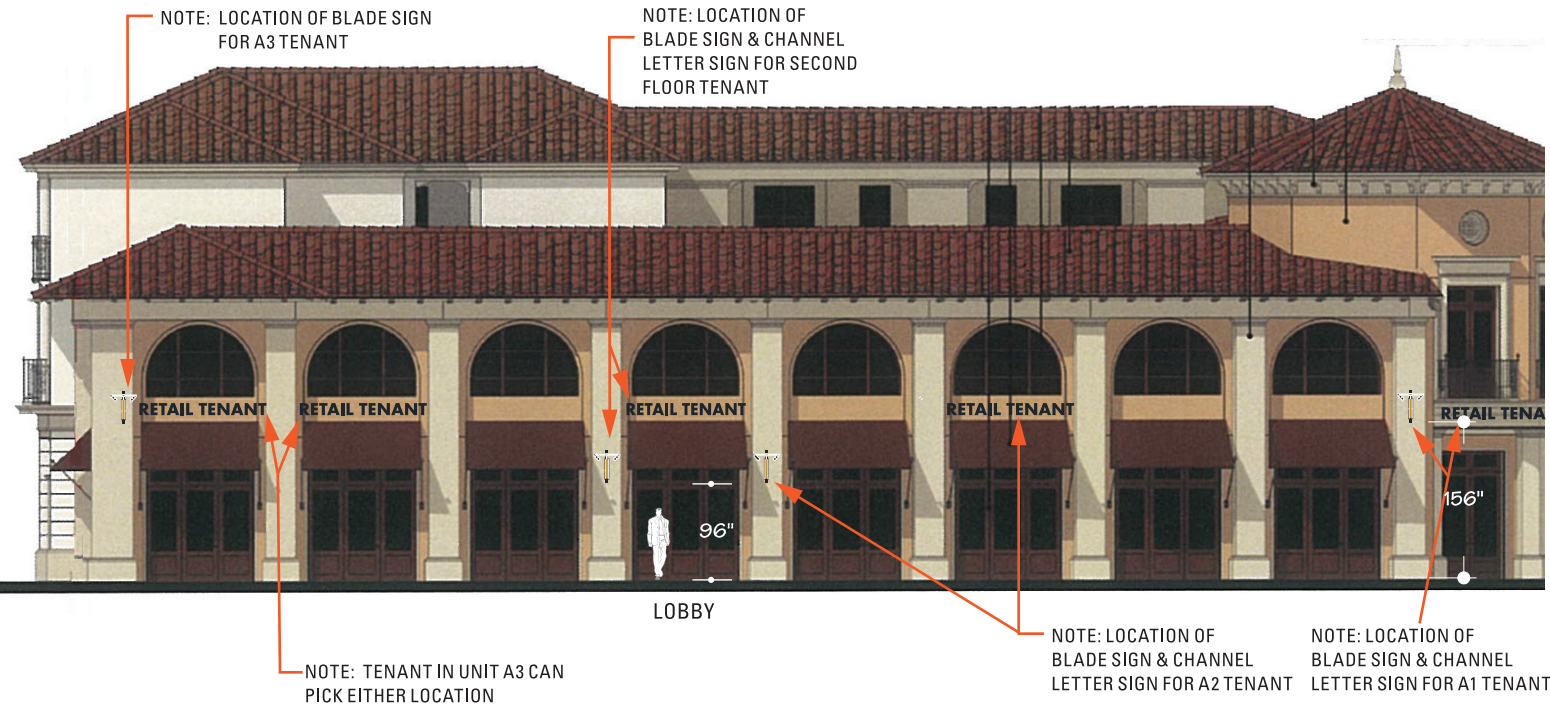 NOTE: LOCATION OF BLADE SIGN
FOR A3 TENANT
NOTE: LOCATION OF
BLADE SIGN & CHANNEL
LETTER SIGN FOR SECOND
FLOOR TENANT
RETAIL TENANT
RETAIL TENANT
RETAIL TENANT
RETAIL TENANT
RETAIL TENA
96"
156"
LOBBY
NOTE: TENANT IN UNIT A3 CAN
PICK EITHER LOCATION
NOTE: LOCATION OF
BLADE SIGN & CHANNEL
LETTER SIGN FOR A2 TENANT
NOTE: LOCATION OF
BLADE SIGN & CHANNEL
LETTER SIGN FOR A1 TENANT